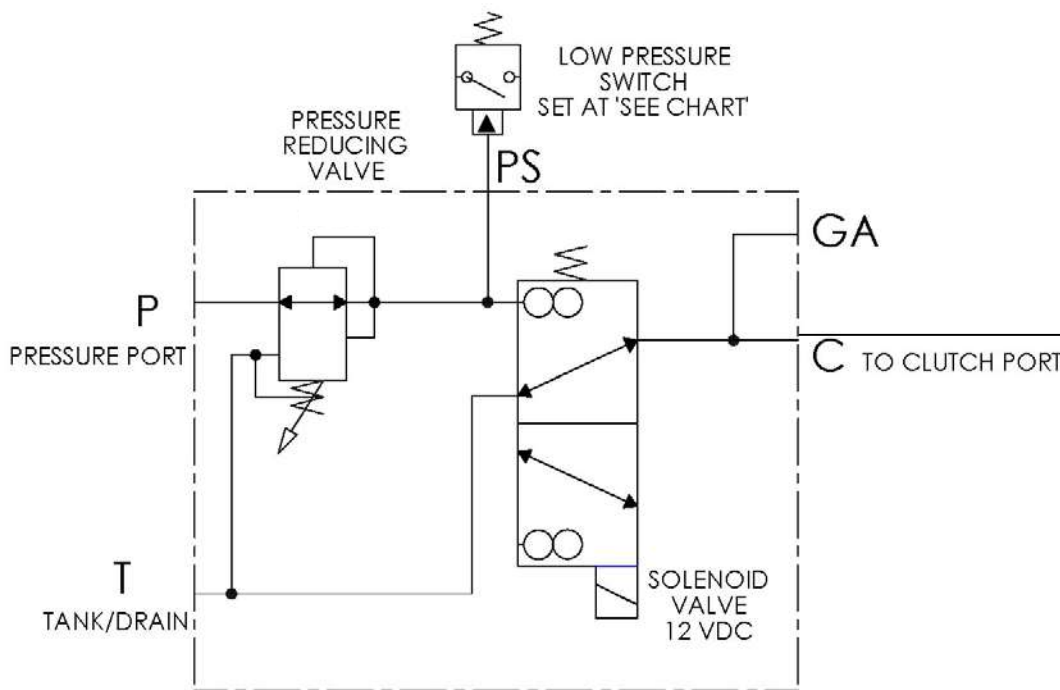 LOW PRESSURE
SWITCH
SET AT 'SEE CHART'
PRESSURE
REDUCING
VALVE
PS
GA
P
PRESSURE PORT
C TO CLUTCH PORT
T
TANK/DRAIN
SOLENOID
VALVE
12 VDC